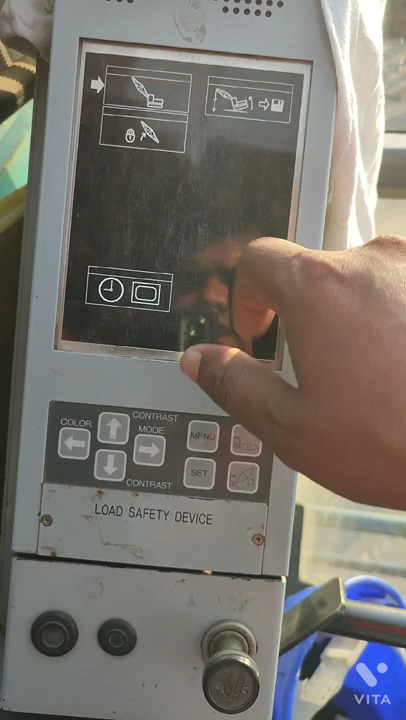 CONTRAST
COLOR
MODE
MENU
SET
CONTRAST
LOAD SAFETY DEVICE
VITA